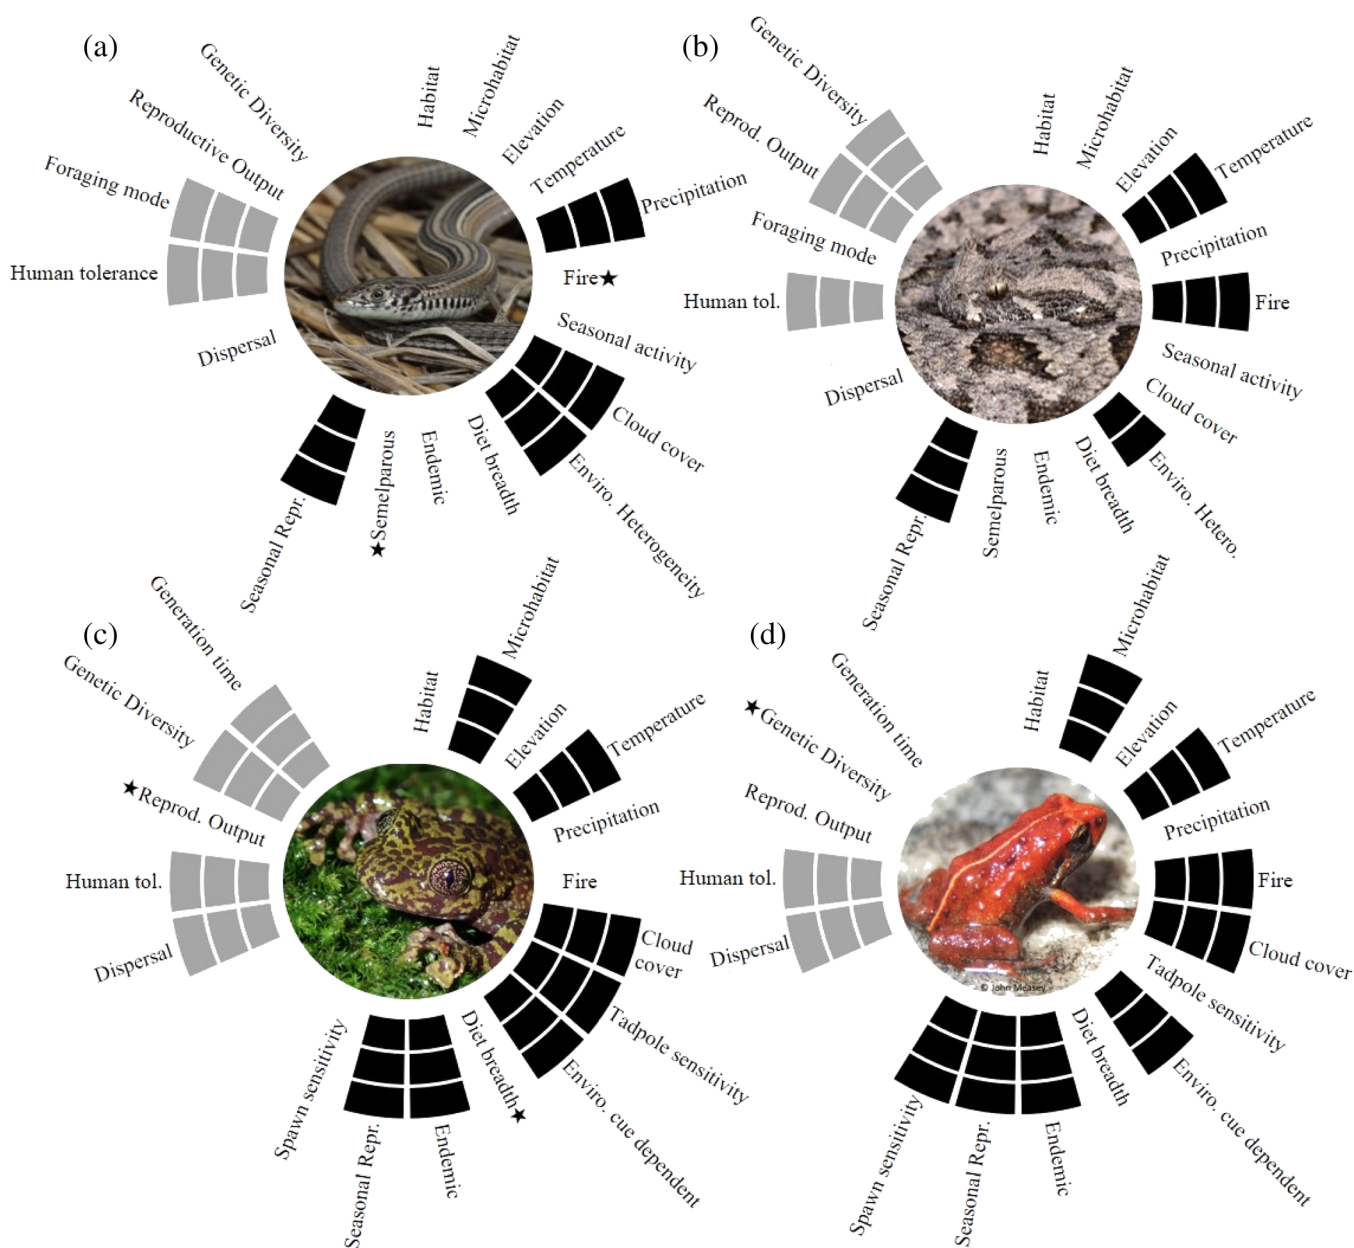 (a)
Genetic Diversity
Reproductive Output
Foraging mode
Human tolerance
Dispersal
Seasonal Repr.
★Semelparous
Endemic
Diet breadth
Enviro. Heterogeneity
Cloud cover
Seasonal activity
Fire★
Precipitation
Temperature
Elevation
Microhabitat
Habitat
(b)
Genetic Diversity
Reprod. Output
Foraging mode
Human tol.
Dispersal
Seasonal Repr.
Semelparous
Endemic
Diet breadth
Enviro. Hetero.
Cloud cover
Seasonal activity
Fire
Precipitation
Temperature
Elevation
Microhabitat
Habitat
(c)
Generation time
Genetic Diversity
★Reprod. Output
Human tol.
Dispersal
Spawn sensitivity
Seasonal Repr.
Endemic
Diet breadth★
Enviro. cue dependent
Tadpole sensitivity
Cloud
cover
Fire
Precipitation
Temperature
Elevation
Microhabitat
Habitat
(d)
Generation time
★Genetic Diversity
Reprod. Output
Human tol.
Dispersal
Spawn sensitivity
Seasonal Repr.
Endemic
Diet breadth
Enviro. cue dependent
Tadpole sensitivity
Cloud cover
Fire
Precipitation
Temperature
Elevation
Microhabitat
Habitat
© John Measey